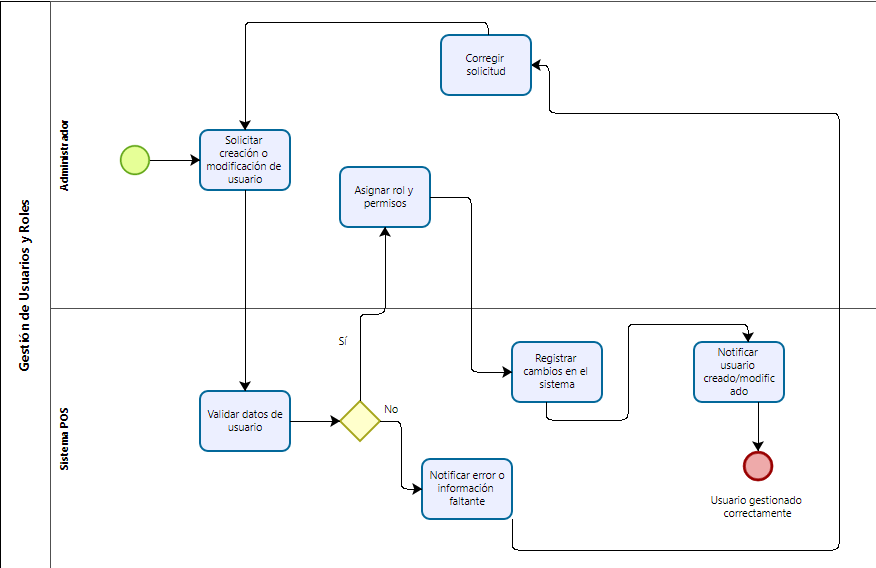 Gestión de Usuarios y Roles
Administrador
Corregir
solicitud
Solicitar
creación o
modificación de
usuario
Asignar rol y
permisos
Sistema POS
Sí
Registrar
cambios en el
sistema
Notificar
usuario
creado/modific
ado
Validar datos de
usuario
No
Notificar error o
información
faltante
Usuario gestionado
correctamente